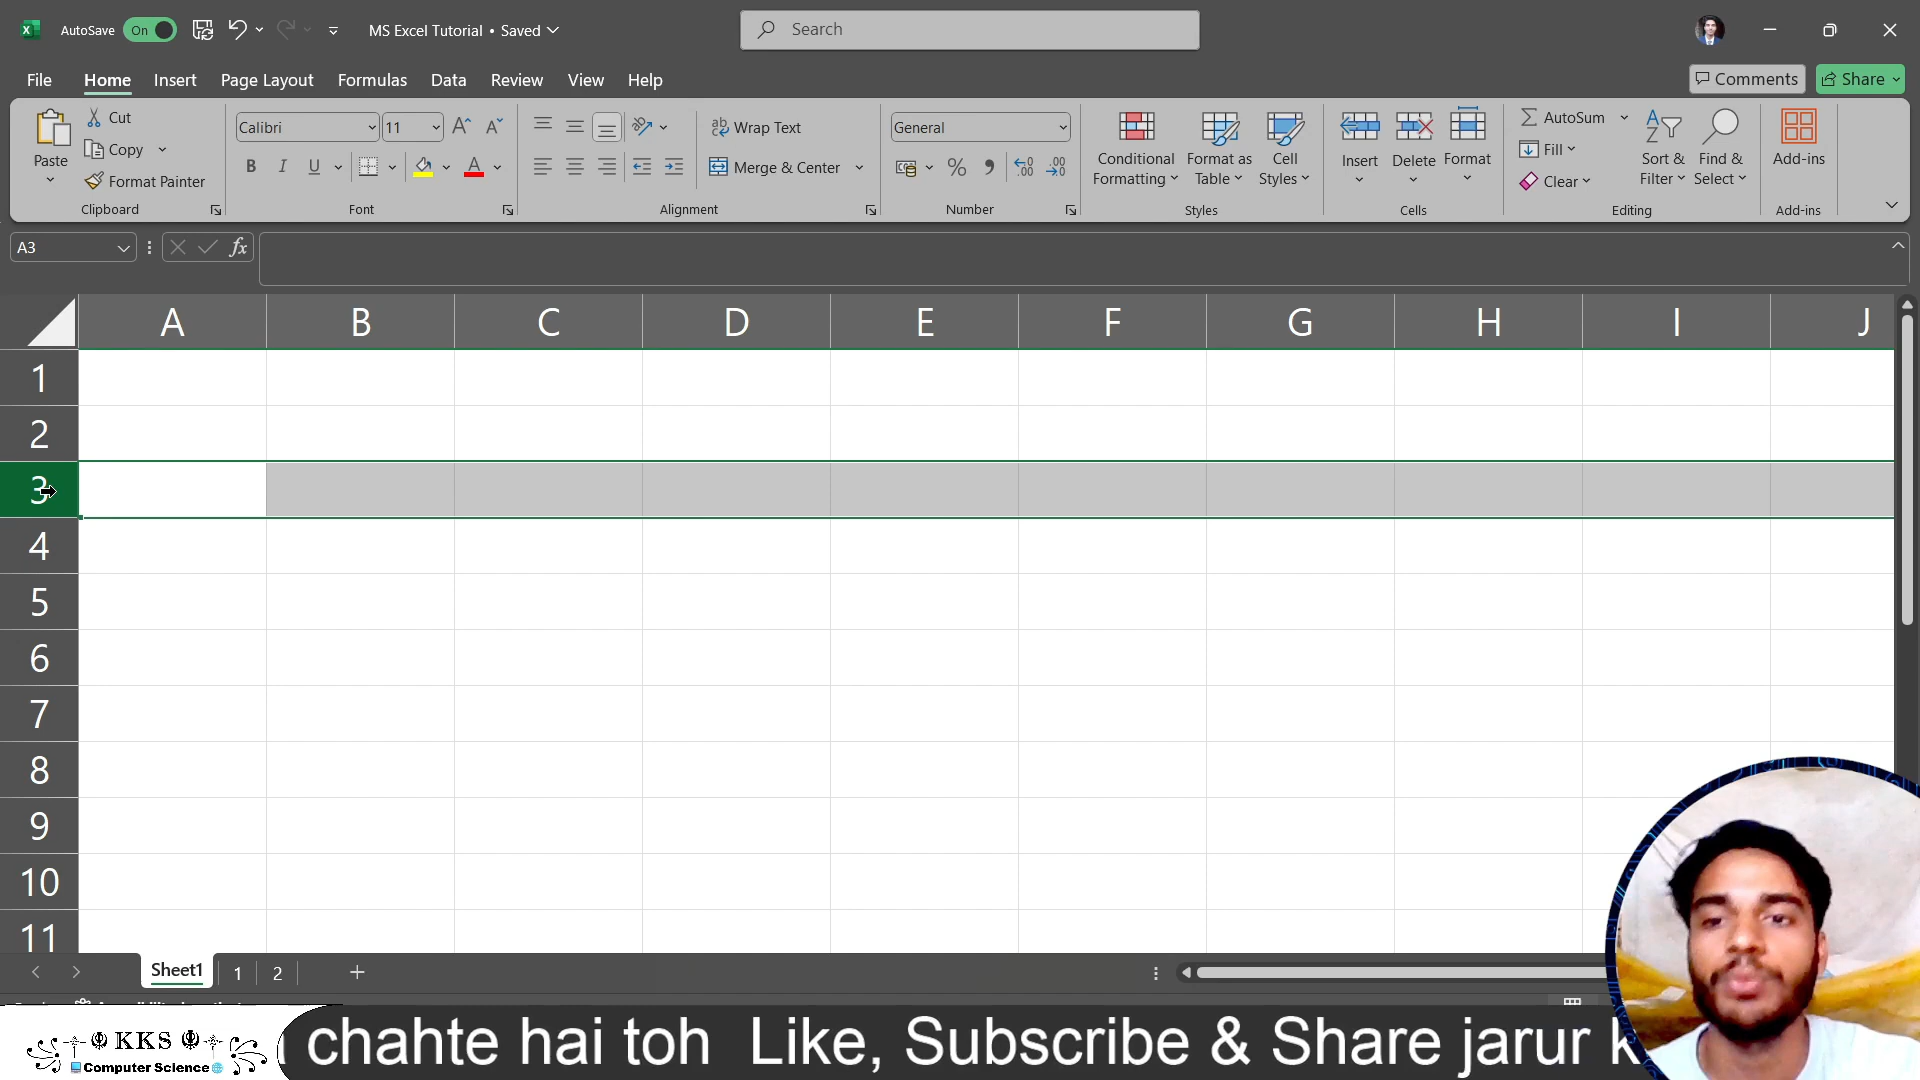 AutoSave On MS Excel Tutorial • Saved Search
File Home Insert Page Layout Formulas Data Review View Help Comments Share
Paste Cut Copy Format Painter Clipboard
Calibri 11 B I U A Font
Wrap Text Merge & Center Alignment
General % Number
Conditional Formatting Format as Table Cell Styles Styles
Insert Delete Format Cells
AutoSum Fill Clear Sort & Filter Find & Select Editing
Add-ins Add-ins
A3 fx
A B C D E F G H I J
1
2
3
4
5
6
7
8
9
10
11
Sheet1 1 2 +
KKS
Computer Science
chahte hai toh Like, Subscribe & Share jarur